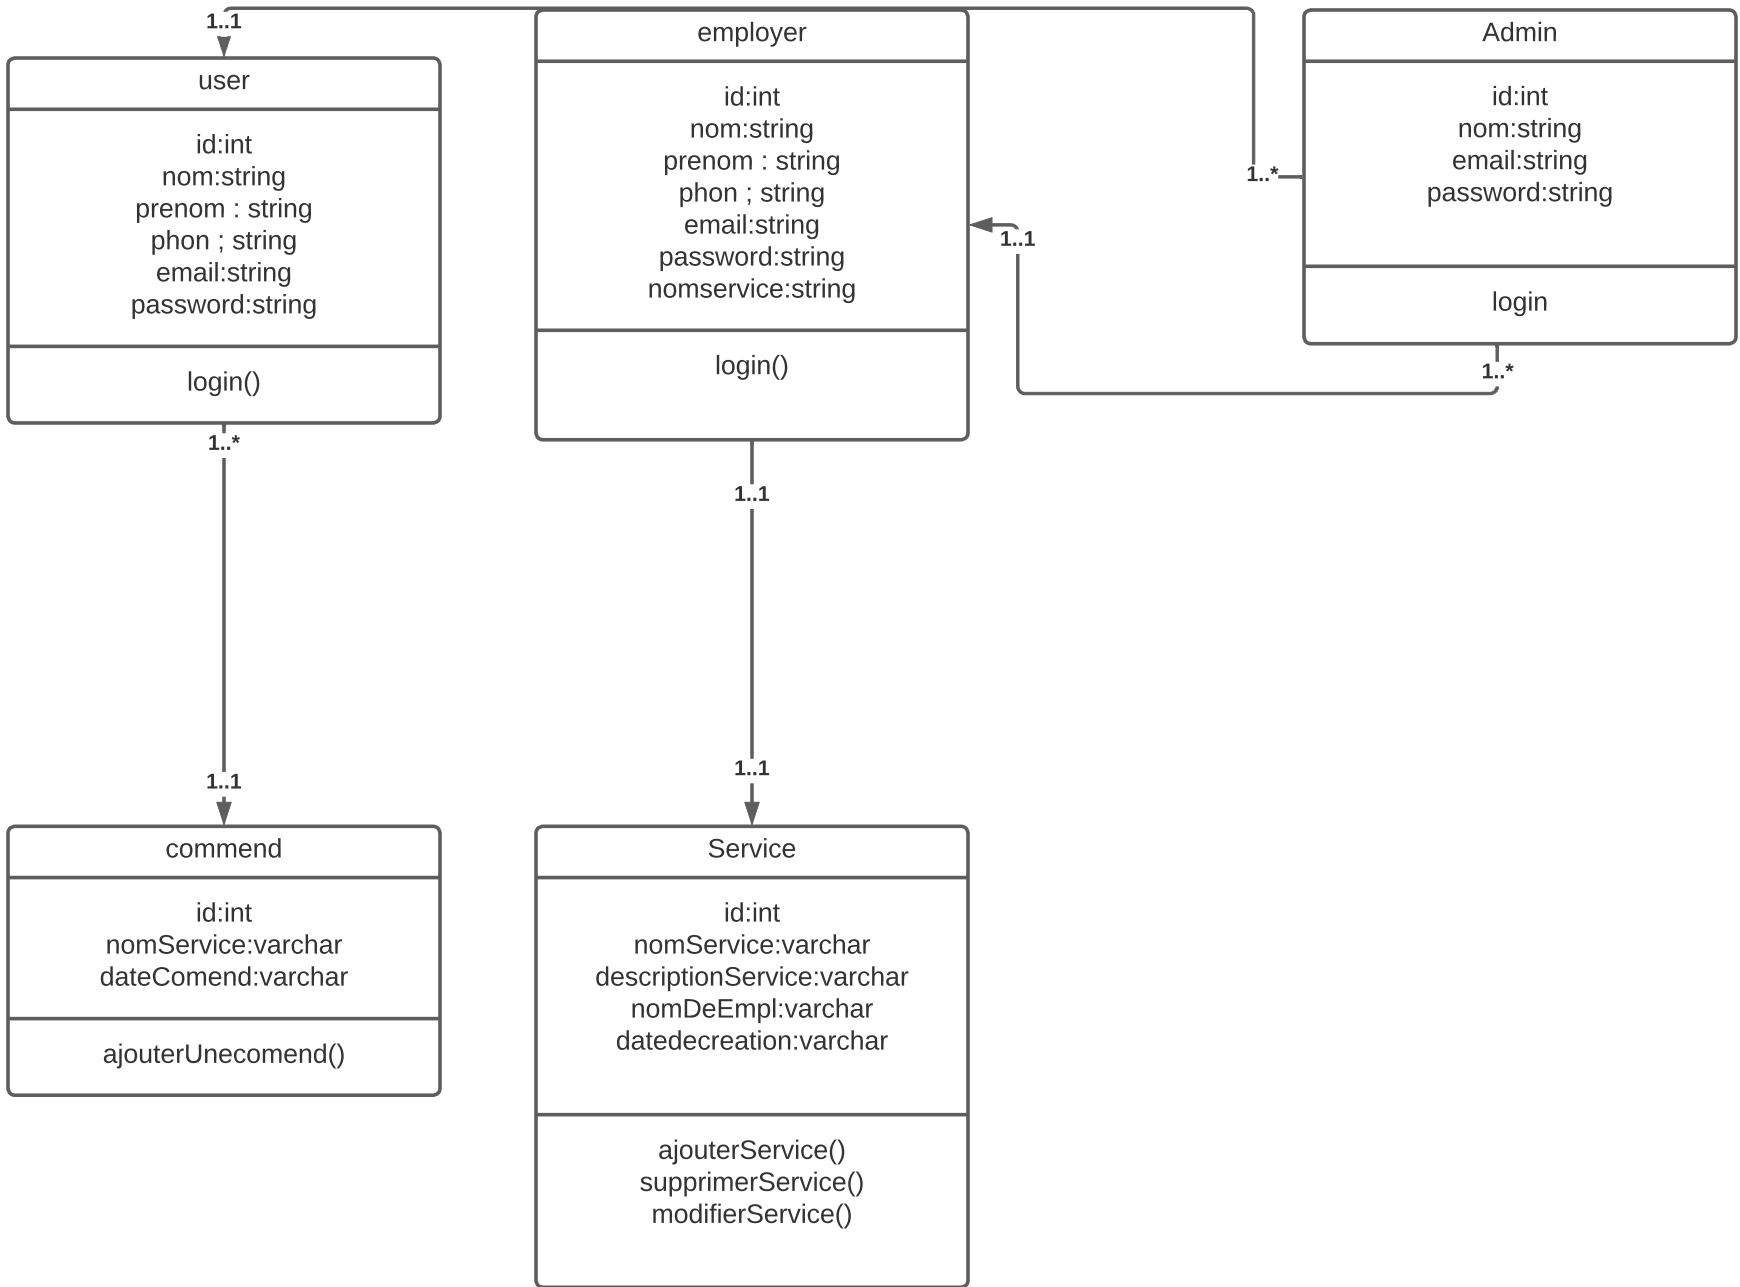 1..1
user
id:int
nom:string
prenom : string
phon ; string
email:string
password:string
login()
1..*
employer
id:int
nom:string
prenom : string
phon ; string
email:string
password:string
nomservice:string
login()
1..1
1..*
1..1
Admin
id:int
nom:string
email:string
password:string
login
1..*
1..1
commend
id:int
nomService:varchar
dateComend:varchar
ajouterUnecomend()
1..1
Service
id:int
nomService:varchar
descriptionService:varchar
nomDeEmpl:varchar
datedecreation:varchar
ajouterService()
supprimerService()
modifierService()